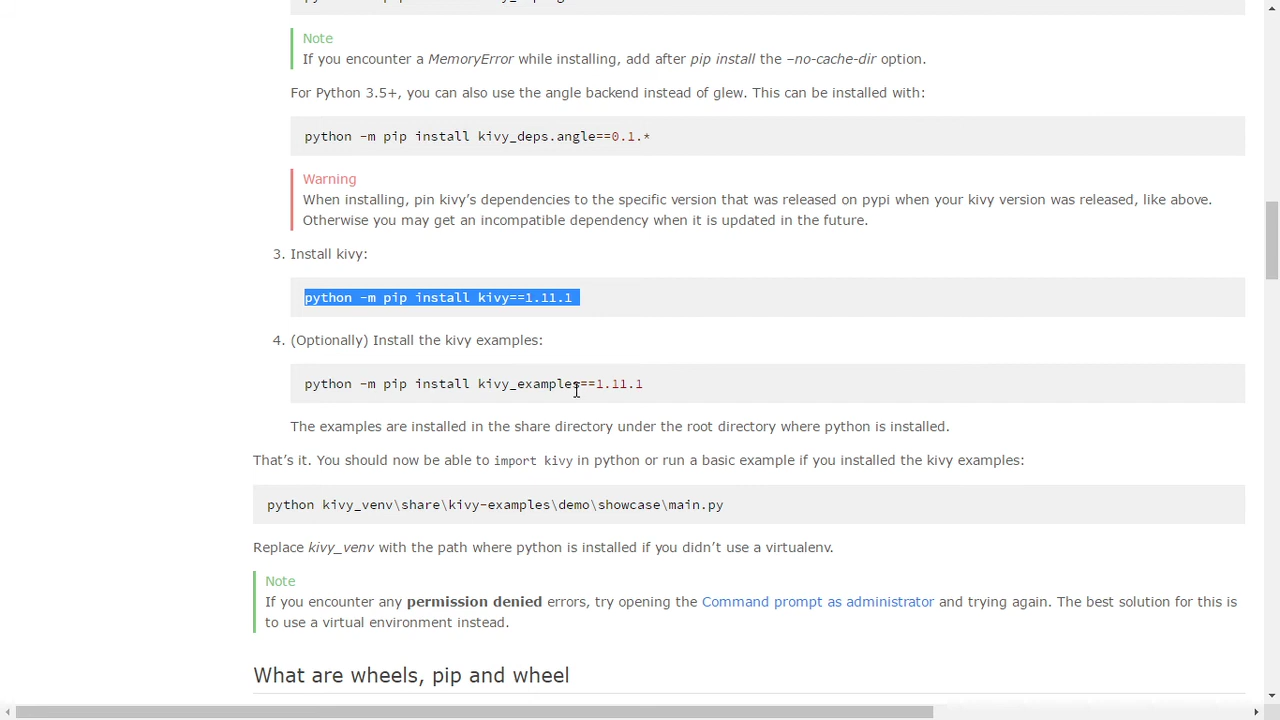 Note
If you encounter a MemoryError while installing, add after pip install the –no-cache-dir option.
For Python 3.5+, you can also use the angle backend instead of glew. This can be installed with:
python -m pip install kivy_deps.angle==0.1.*
Warning
When installing, pin kivy’s dependencies to the specific version that was released on pypi when your kivy version was released, like above.
Otherwise you may get an incompatible dependency when it is updated in the future.
3. Install kivy:
python -m pip install kivy==1.11.1
4. (Optionally) Install the kivy examples:
python -m pip install kivy_examples==1.11.1
The examples are installed in the share directory under the root directory where python is installed.
That’s it. You should now be able to import kivy in python or run a basic example if you installed the kivy examples:
python kivy_venv\share\kivy-examples\demo\showcase\main.py
Replace kivy_venv with the path where python is installed if you didn’t use a virtualenv.
Note
If you encounter any permission denied errors, try opening the Command prompt as administrator and trying again. The best solution for this is
to use a virtual environment instead.
What are wheels, pip and wheel